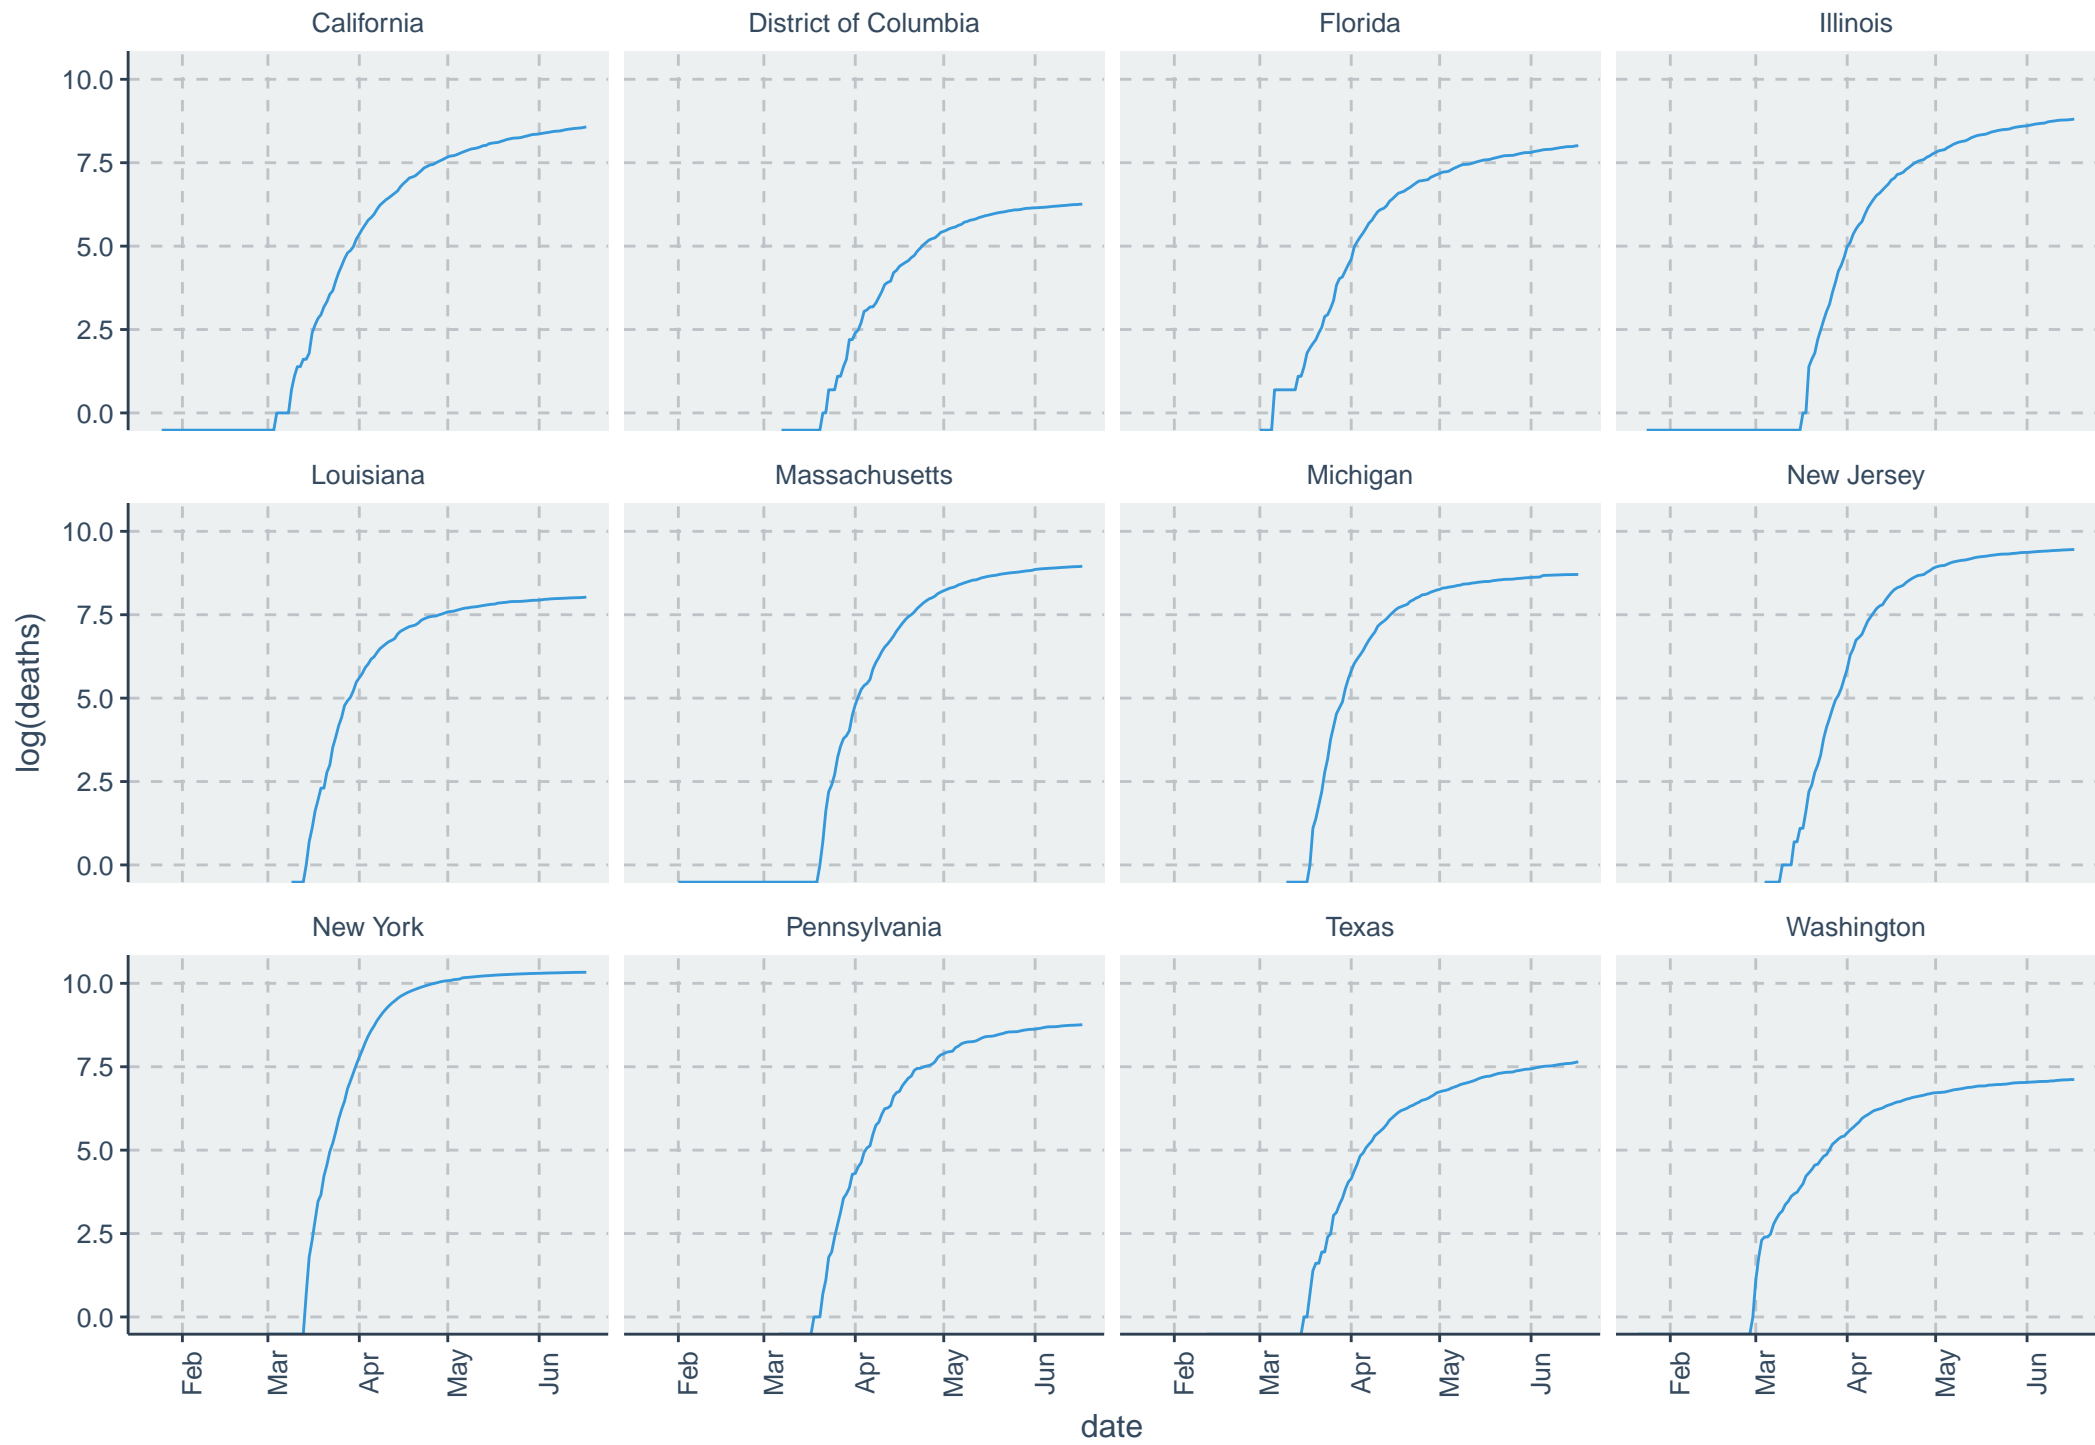 California
District of Columbia
Florida
Illinois
10.0
7.5
5.0
2.5
0.0
Louisiana
Massachusetts
Michigan
New Jersey
10.0
7.5
5.0
2.5
0.0
log(deaths)
New York
Pennsylvania
Texas
Washington
10.0
7.5
5.0
2.5
0.0
Feb
Mar
Apr
May
Jun
Feb
Mar
Apr
May
Jun
Feb
Mar
Apr
May
Jun
Feb
Mar
Apr
May
Jun
date